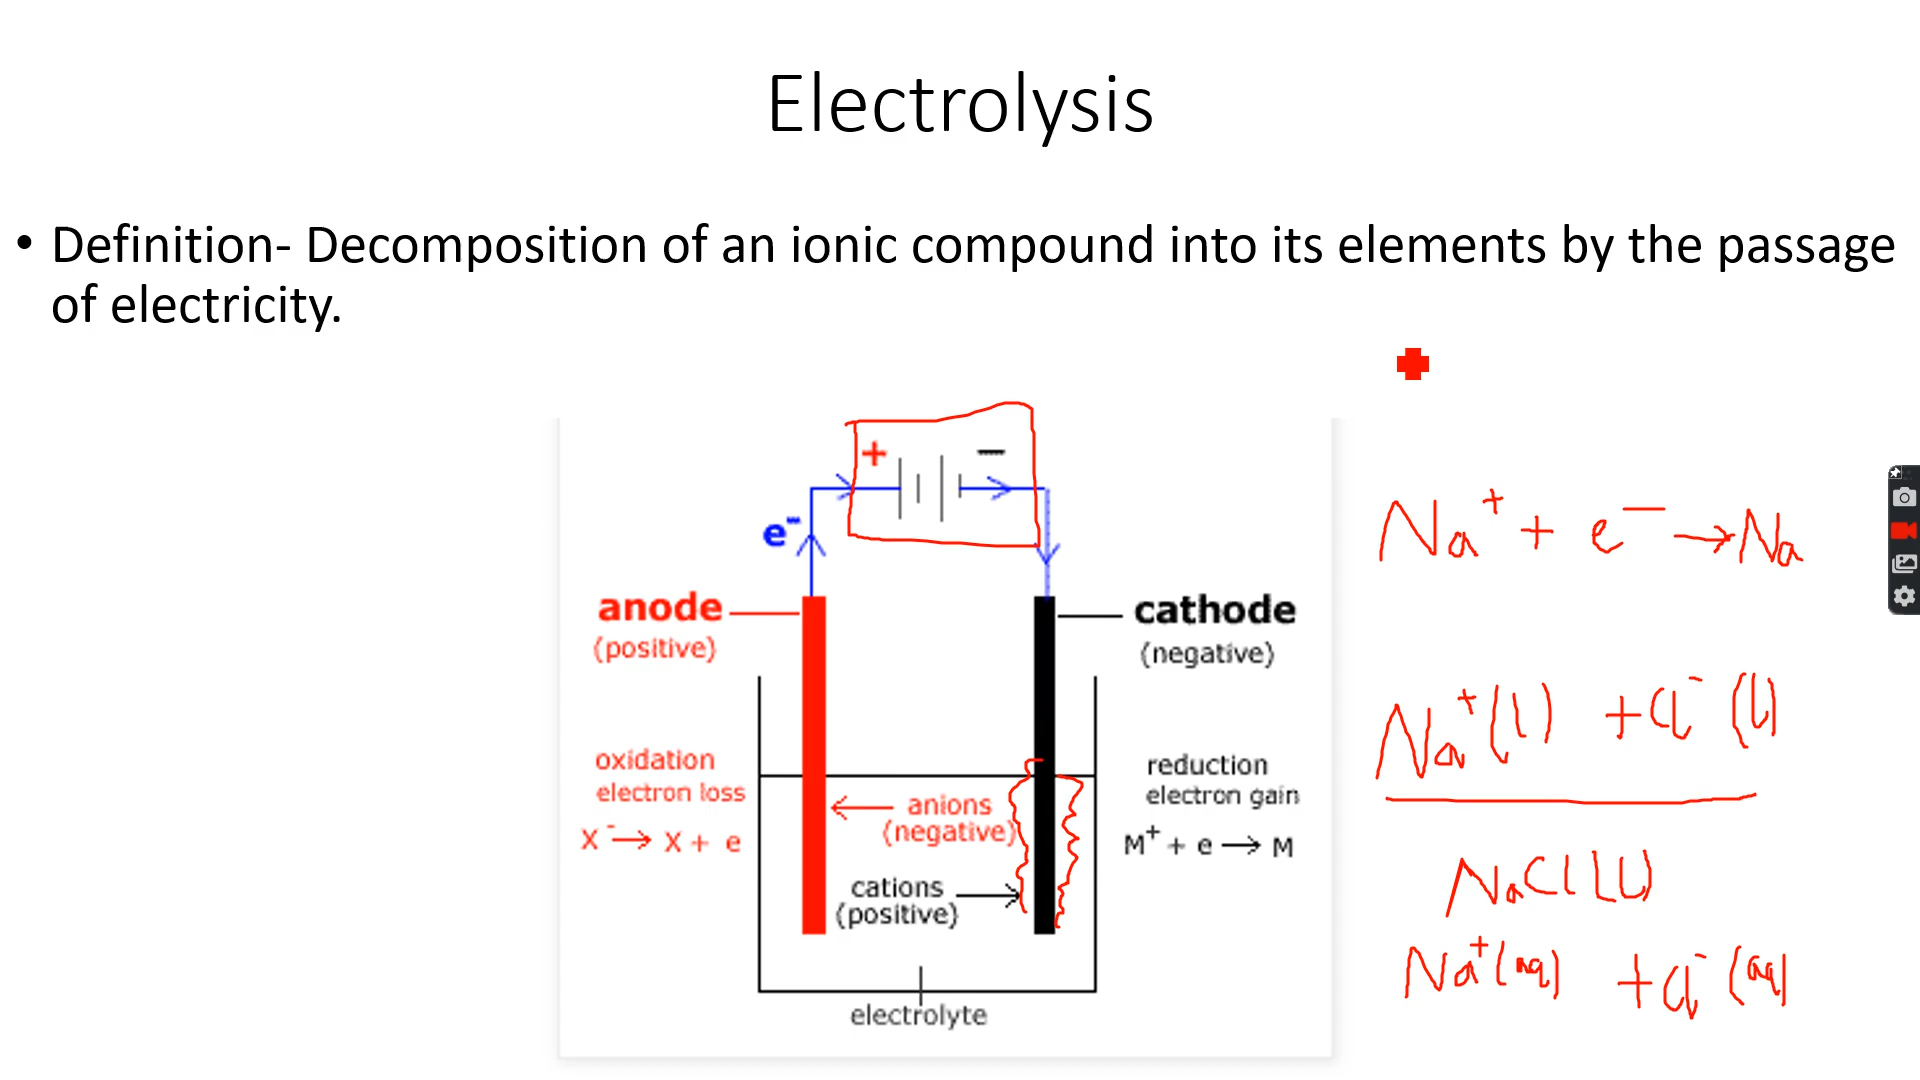 Electrolysis
• Definition- Decomposition of an ionic compound into its elements by the passage
of electricity.
+ −
e⁻
anode
(positive)
cathode
(negative)
oxidation
electron loss
X⁻ → X + e
anions
(negative)
cations
(positive)
reduction
electron gain
M⁺ + e → M
electrolyte
Na⁺ + e⁻ → Na
Na⁺(l) + Cl⁻(l)
NaCl(l)
Na⁺(aq) + Cl⁻(aq)